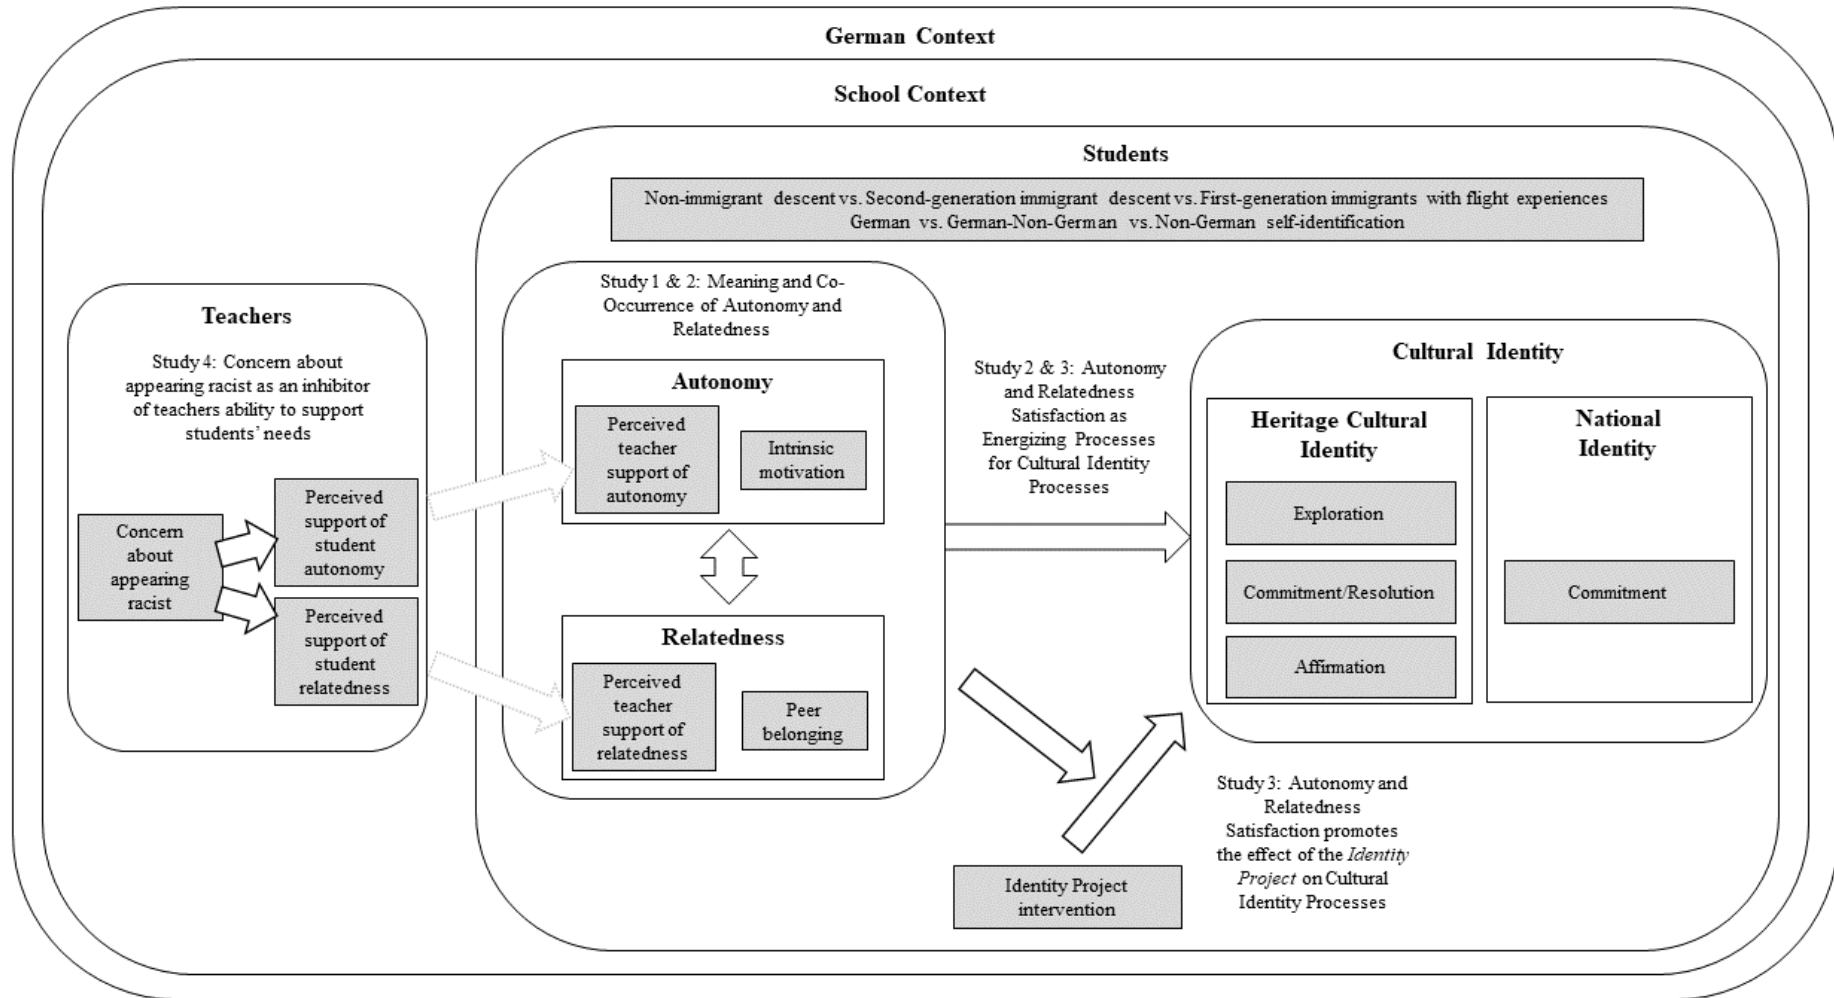 German Context
School Context
Students
Non-immigrant descent vs. Second-generation immigrant descent vs. First-generation immigrants with flight experiences
German vs. German-Non-German vs. Non-German self-identification
Teachers
Study 4: Concern about
appearing racist as an inhibitor
of teachers ability to support
students' needs
Concern
about
appearing
racist
Perceived
support of
student
autonomy
Perceived
support of
student
relatedness
Study 1 & 2: Meaning and Co-
Occurrence of Autonomy and
Relatedness
Autonomy
Perceived
teacher
support of
autonomy
Intrinsic
motivation
Relatedness
Perceived
teacher
support of
relatedness
Peer
belonging
Study 2 & 3: Autonomy
and Relatedness
Satisfaction as
Energizing Processes
for Cultural Identity
Processes
Cultural Identity
Heritage Cultural
Identity
Exploration
Commitment/Resolution
Affirmation
National
Identity
Commitment
Identity Project
intervention
Study 3: Autonomy and
Relatedness
Satisfaction promotes
the effect of the Identity
Project on Cultural
Identity Processes